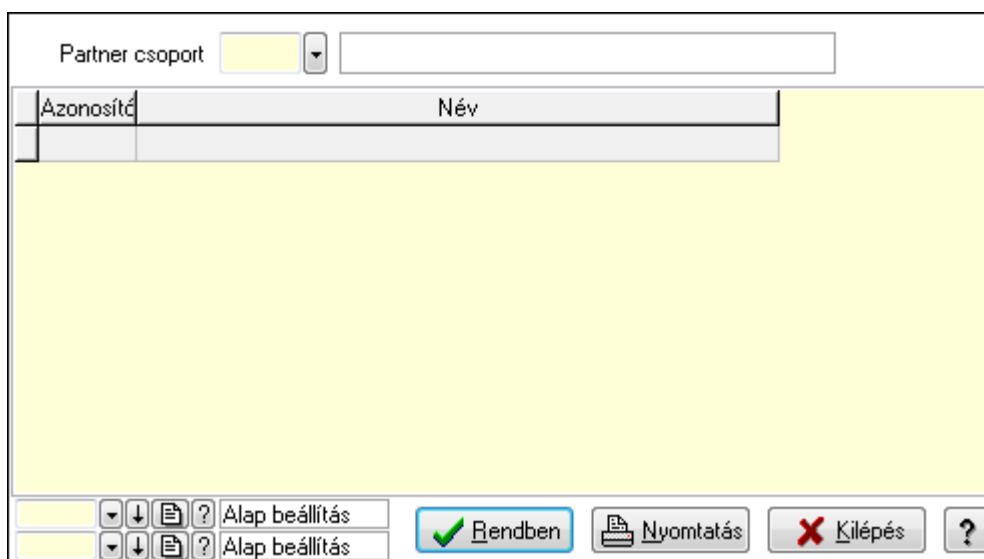 Partner csoport
Azonosító Név
? Alap beállítás
? Alap beállítás
Rendben Nyomtatás Kilépés ?